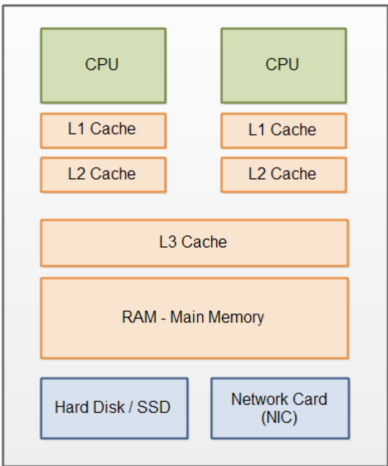 CPU
CPU
L1 Cache
L1 Cache
L2 Cache
L2 Cache
L3 Cache
RAM - Main Memory
Hard Disk / SSD
Network Card
(NIC)